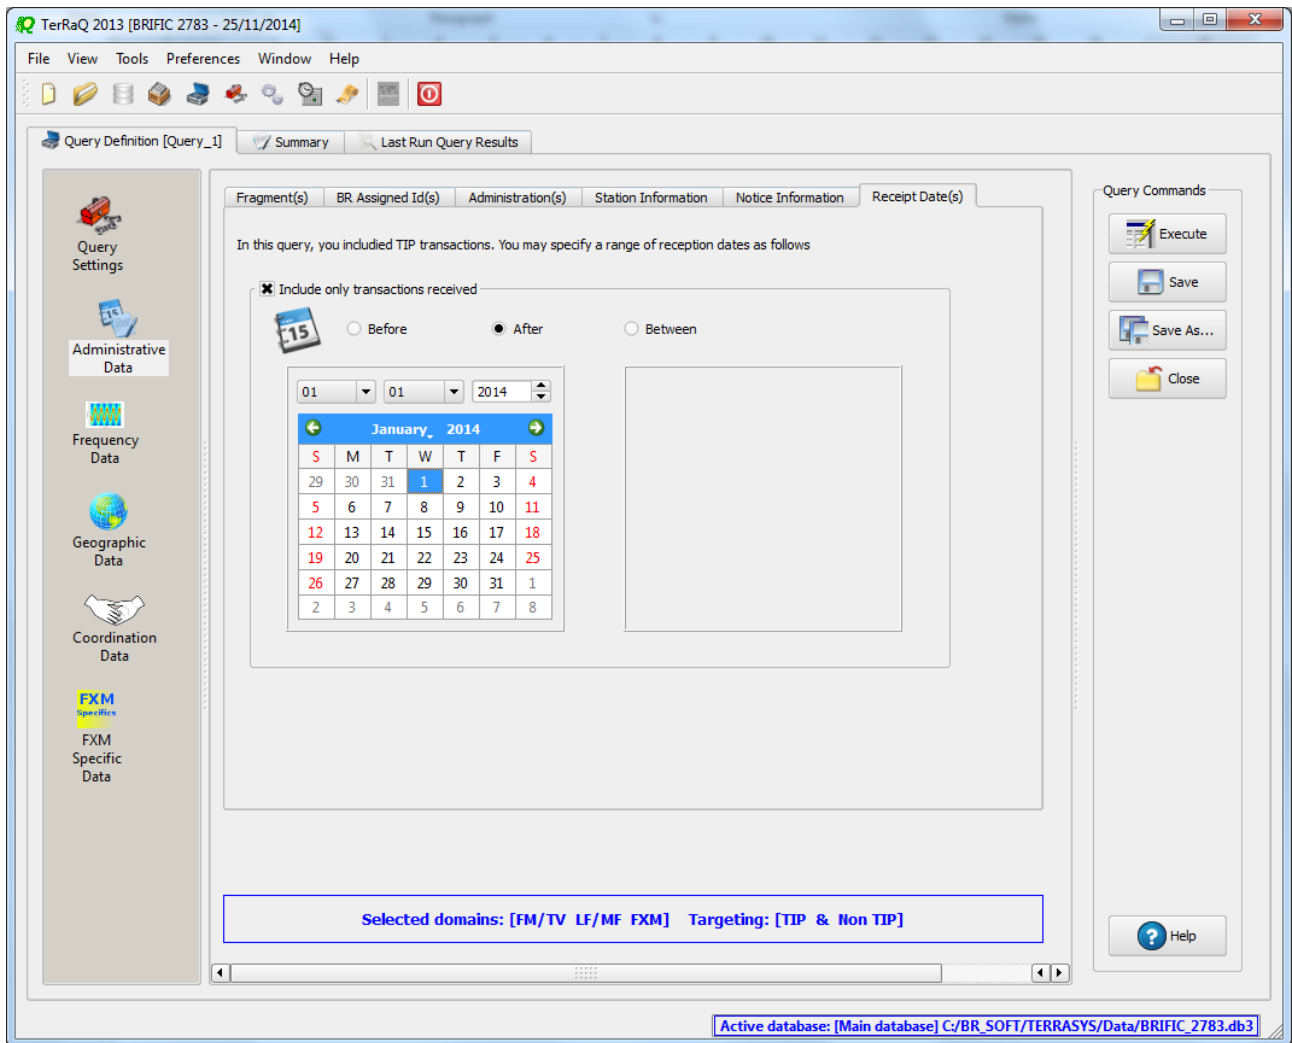 TerRaQ 2013 [BRIFIC 2783 - 25/11/2014]
File View Tools Preferences Window Help
Query Definition [Query_1] Summary Last Run Query Results
Query Settings
Administrative Data
Frequency Data
Geographic Data
Coordination Data
FXM Specifics
FXM Specific Data
Fragment(s) BR Assigned Id(s) Administration(s) Station Information Notice Information Receipt Date(s)
In this query, you includied TIP transactions. You may specify a range of reception dates as follows
Include only transactions received
15 Before After Between
01 01 2014
January 2014
S M T W T F S
29 30 31 1 2 3 4
5 6 7 8 9 10 11
12 13 14 15 16 17 18
19 20 21 22 23 24 25
26 27 28 29 30 31 1
2 3 4 5 6 7 8
Selected domains: [FM/TV LF/MF FXM] Targeting: [TIP & Non TIP]
Query Commands
Execute
Save
Save As...
Close
Help
Active database: [Main database] C:/BR_SOFT/TERRASYS/Data/BRIFIC_2783.db3